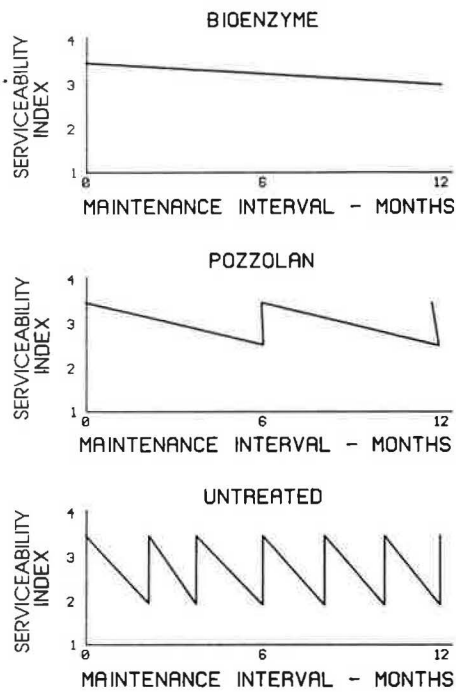 BIOENZYME
SERVICEABILITY
INDEX
4
3
2
1
0 6 12
MAINTENANCE INTERVAL - MONTHS
POZZOLAN
SERVICEABILITY
INDEX
4
3
2
1
0 6 12
MAINTENANCE INTERVAL - MONTHS
UNTREATED
SERVICEABILITY
INDEX
4
3
2
1
0 6 12
MAINTENANCE INTERVAL - MONTHS